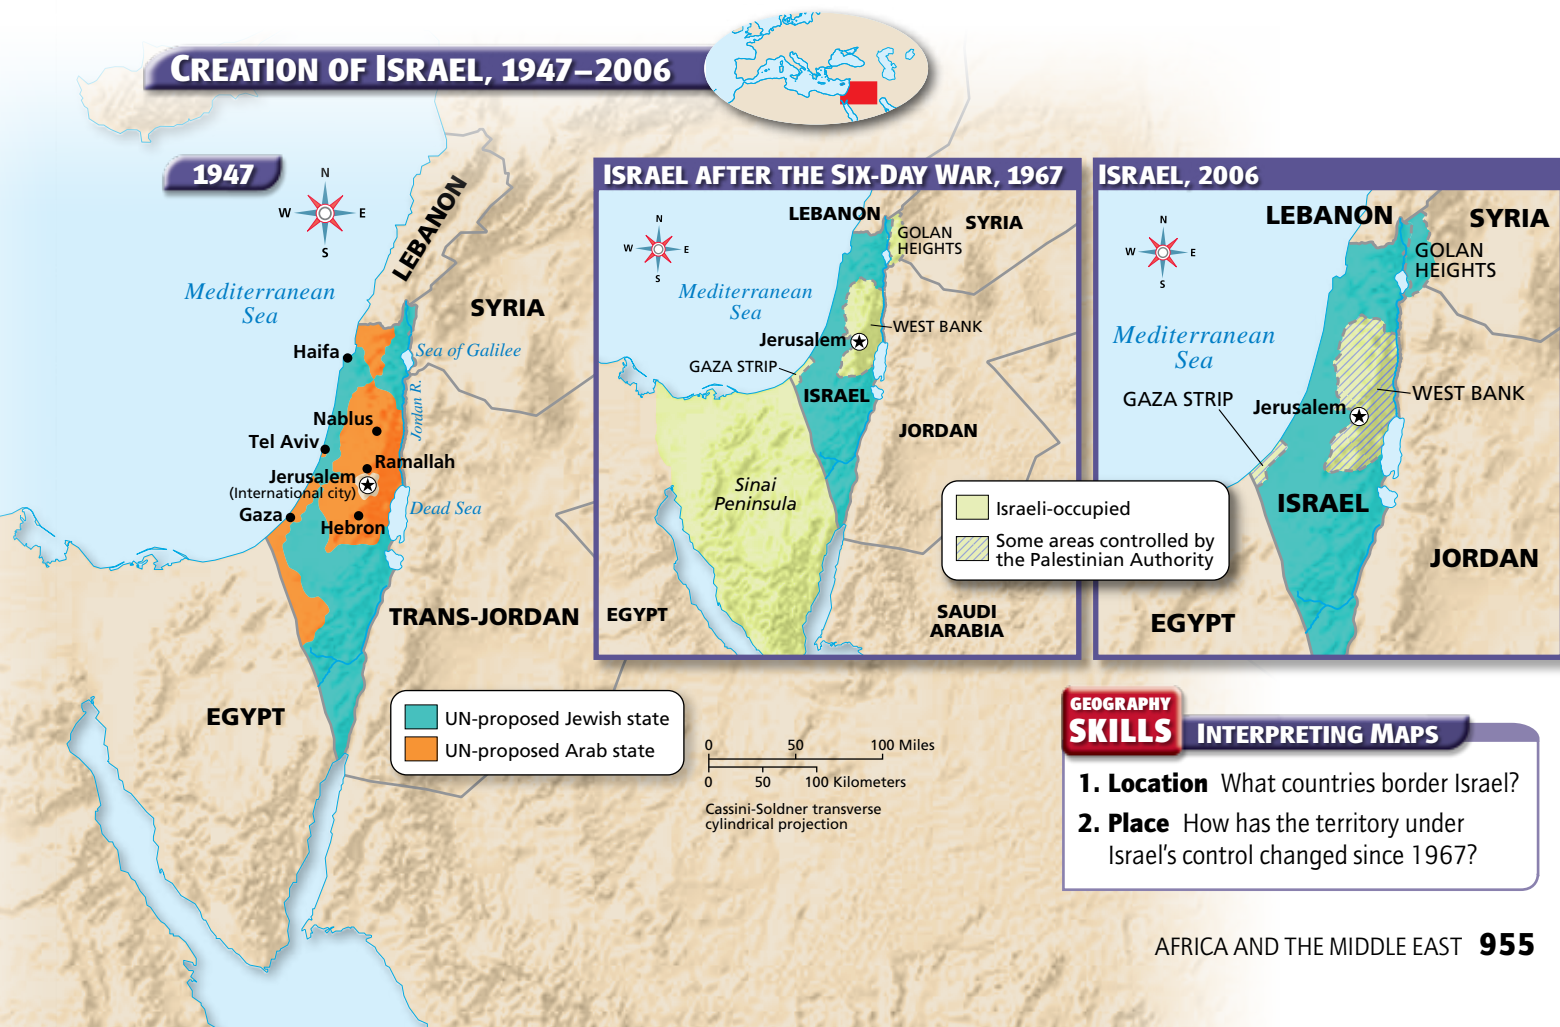 CREATION OF ISRAEL, 1947–2006
1947
N
W
E
S
LEBANON
Mediterranean
Sea
SYRIA
Haifa
Sea of Galilee
Jordan R.
Nablus
Tel Aviv
Ramallah
Jerusalem
(International city)
Gaza
Hebron
Dead Sea
TRANS-JORDAN
EGYPT
UN-proposed Jewish state
UN-proposed Arab state
0 50 100 Miles
0 50 100 Kilometers
Cassini-Soldner transverse
cylindrical projection
ISRAEL AFTER THE SIX-DAY WAR, 1967
N
W
E
S
LEBANON
SYRIA
GOLAN
HEIGHTS
Mediterranean
Sea
WEST BANK
Jerusalem
GAZA STRIP
ISRAEL
JORDAN
Sinai
Peninsula
EGYPT
SAUDI
ARABIA
Israeli-occupied
Some areas controlled by
the Palestinian Authority
ISRAEL, 2006
N
W
E
S
LEBANON
SYRIA
GOLAN
HEIGHTS
Mediterranean
Sea
GAZA STRIP
WEST BANK
Jerusalem
ISRAEL
JORDAN
EGYPT
GEOGRAPHY
SKILLS INTERPRETING MAPS
1. Location What countries border Israel?
2. Place How has the territory under
Israel's control changed since 1967?
AFRICA AND THE MIDDLE EAST 955